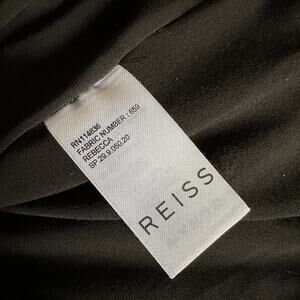 RN114836
FABRIC NUMBER : 659
REBECCA
SP 29.9.050.20
REISS